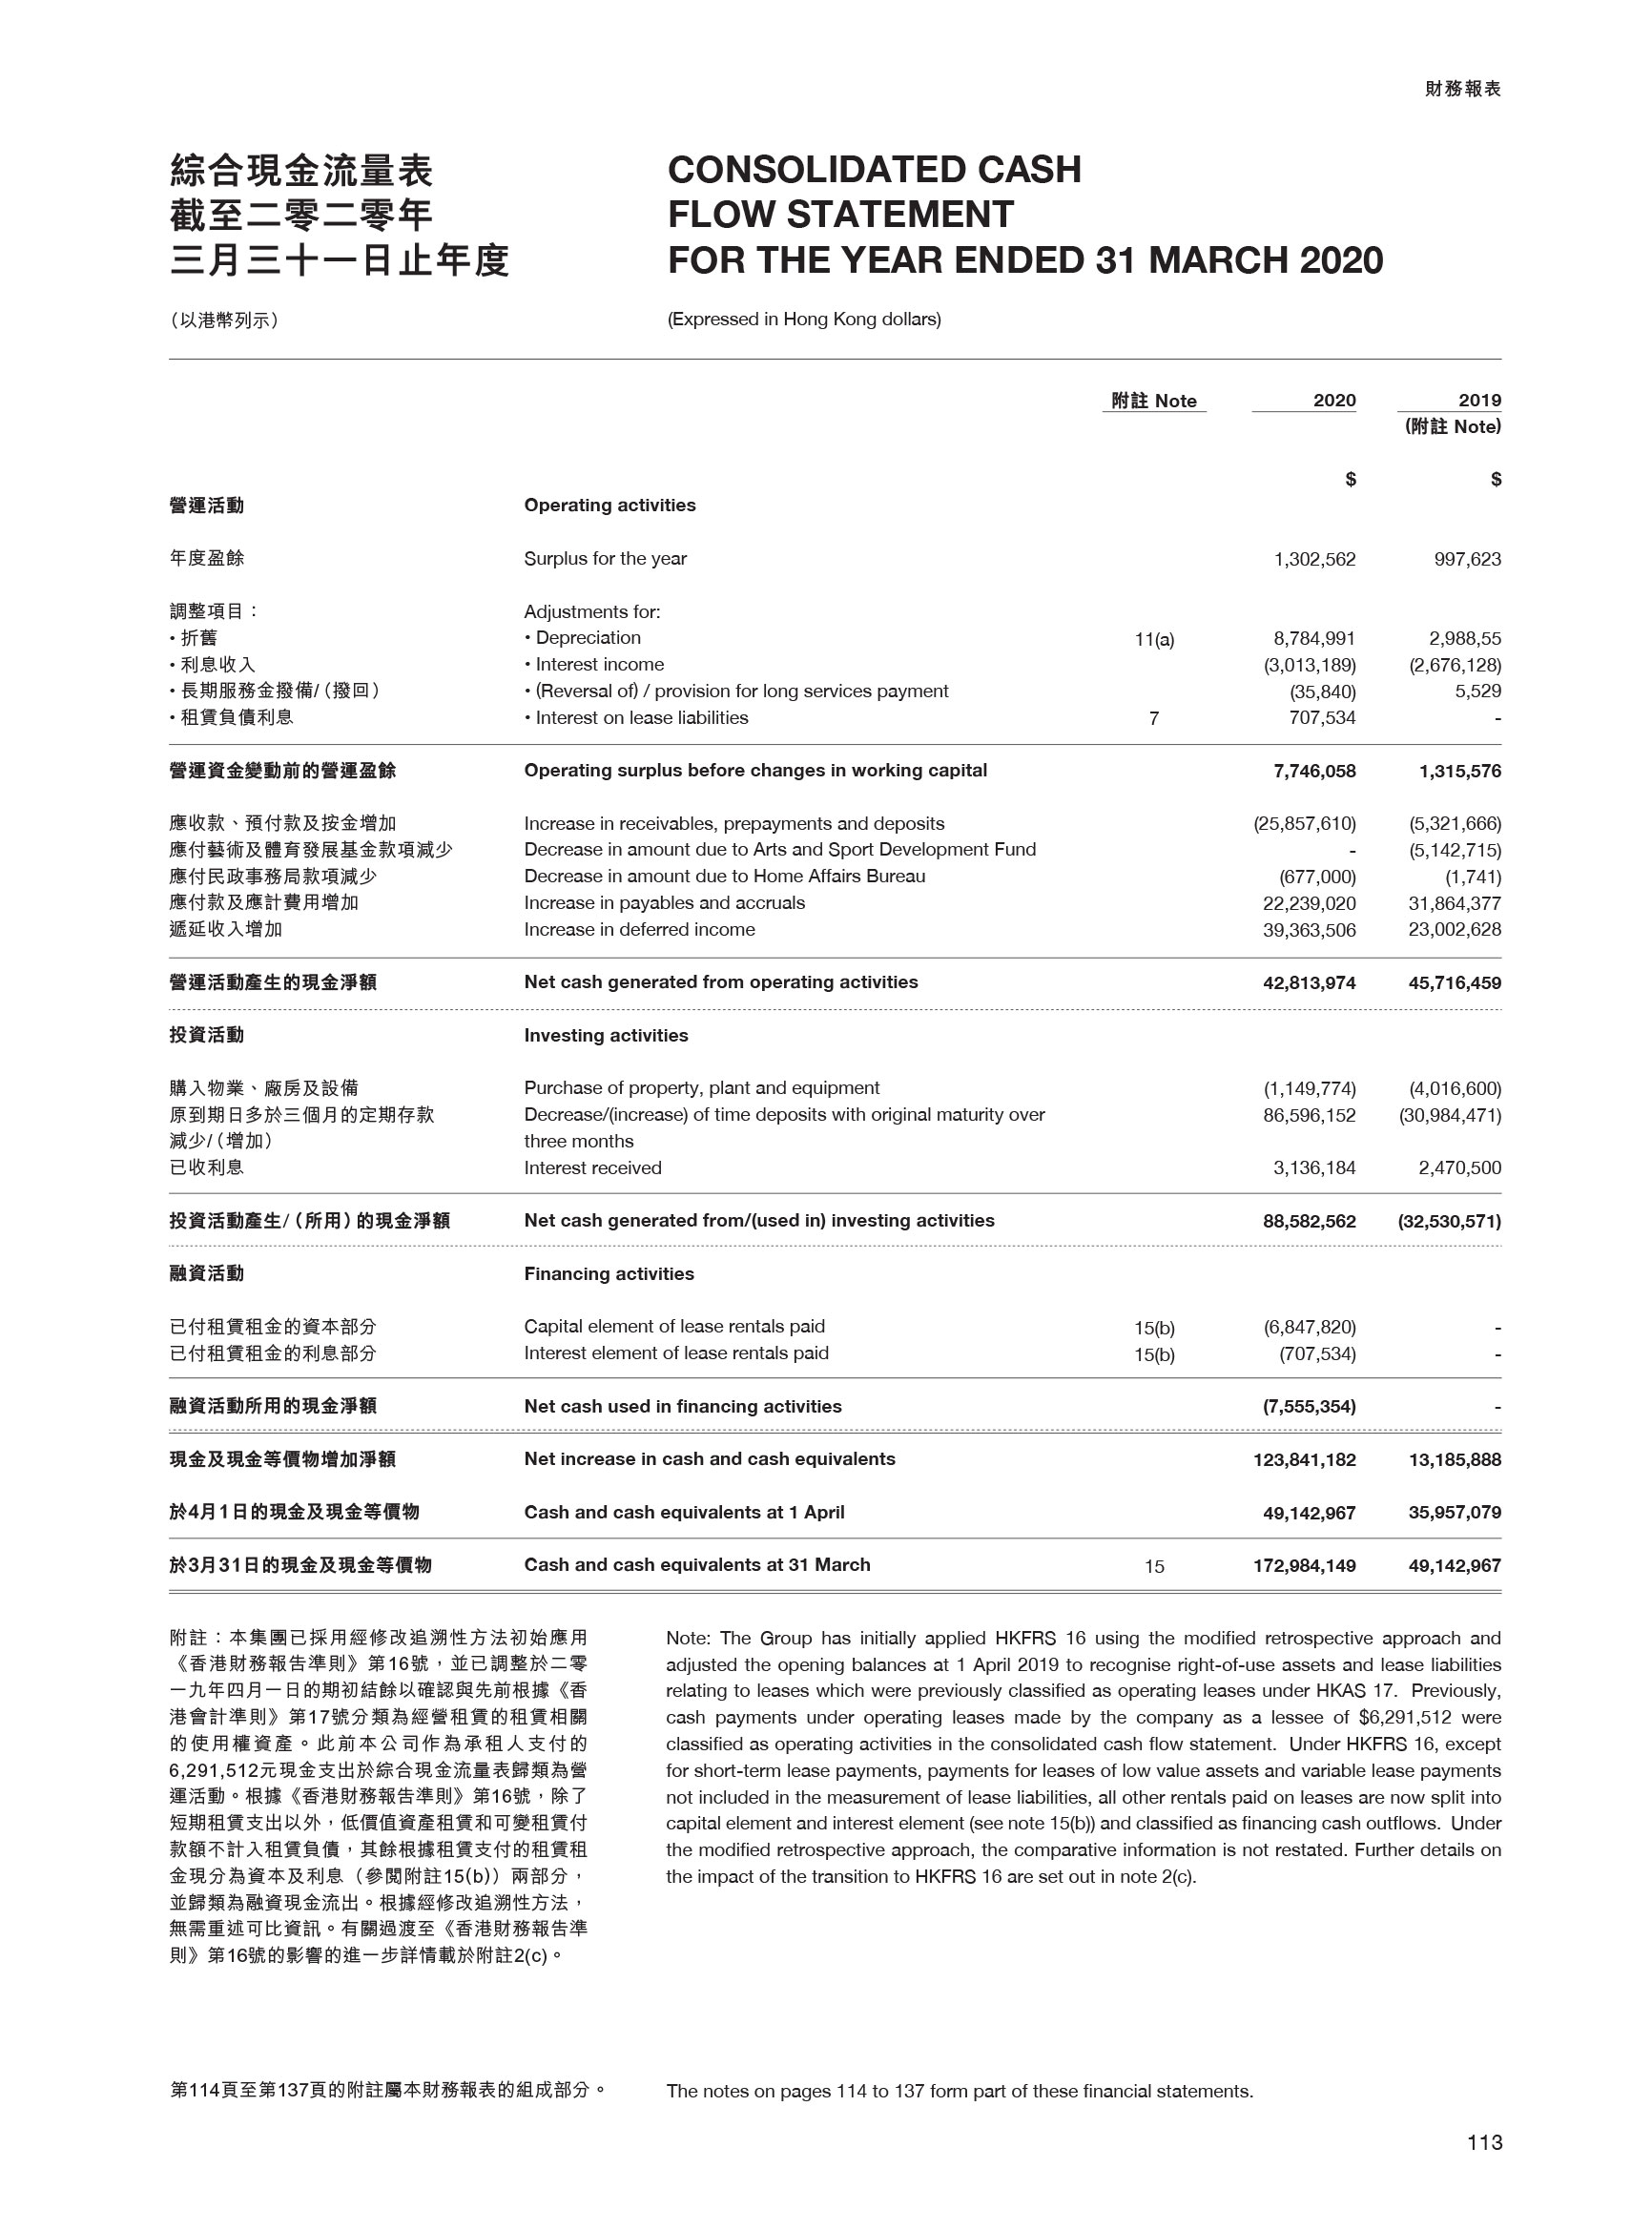 財務報表
綜合現金流量表
截至二零二零年
三月三十一日止年度
CONSOLIDATED CASH
FLOW STATEMENT
FOR THE YEAR ENDED 31 MARCH 2020
（以港幣列示）
(Expressed in Hong Kong dollars)
附註 Note 2020 2019
(附註 Note)
$ $
營運活動 Operating activities
年度盈餘 Surplus for the year 1,302,562 997,623
調整項目： Adjustments for:
• 折舊 • Depreciation 11(a) 8,784,991 2,988,55
• 利息收入 • Interest income (3,013,189) (2,676,128)
• 長期服務金撥備/（撥回） • (Reversal of) / provision for long services payment (35,840) 5,529
• 租賃負債利息 • Interest on lease liabilities 7 707,534 -
營運資金變動前的營運盈餘 Operating surplus before changes in working capital 7,746,058 1,315,576
應收款、預付款及按金增加 Increase in receivables, prepayments and deposits (25,857,610) (5,321,666)
應付藝術及體育發展基金款項減少 Decrease in amount due to Arts and Sport Development Fund - (5,142,715)
應付民政事務局款項減少 Decrease in amount due to Home Affairs Bureau (677,000) (1,741)
應付款及應計費用增加 Increase in payables and accruals 22,239,020 31,864,377
遞延收入增加 Increase in deferred income 39,363,506 23,002,628
營運活動產生的現金淨額 Net cash generated from operating activities 42,813,974 45,716,459
投資活動 Investing activities
購入物業、廠房及設備 Purchase of property, plant and equipment (1,149,774) (4,016,600)
原到期日多於三個月的定期存款 Decrease/(increase) of time deposits with original maturity over 86,596,152 (30,984,471)
減少/（增加） three months
已收利息 Interest received 3,136,184 2,470,500
投資活動產生/（所用）的現金淨額 Net cash generated from/(used in) investing activities 88,582,562 (32,530,571)
融資活動 Financing activities
已付租賃租金的資本部分 Capital element of lease rentals paid 15(b) (6,847,820) -
已付租賃租金的利息部分 Interest element of lease rentals paid 15(b) (707,534) -
融資活動所用的現金淨額 Net cash used in financing activities (7,555,354) -
現金及現金等價物增加淨額 Net increase in cash and cash equivalents 123,841,182 13,185,888
於4月1日的現金及現金等價物 Cash and cash equivalents at 1 April 49,142,967 35,957,079
於3月31日的現金及現金等價物 Cash and cash equivalents at 31 March 15 172,984,149 49,142,967
附註：本集團已採用經修改追溯性方法初始應用
《香港財務報告準則》第16號，並已調整於二零
一九年四月一日的期初結餘以確認與先前根據《香
港會計準則》第17號分類為經營租賃的租賃相關
的使用權資產。此前本公司作為承租人支付的
6,291,512元現金支出於綜合現金流量表歸類為營
運活動。根據《香港財務報告準則》第16號，除了
短期租賃支出以外，低價值資產租賃和可變租賃付
款額不計入租賃負債，其餘根據租賃支付的租賃租
金現分為資本及利息（參閱附註15(b)）兩部分，
並歸類為融資現金流出。根據經修改追溯性方法，
無需重述可比資訊。有關過渡至《香港財務報告準
則》第16號的影響的進一步詳情載於附註2(c)。
Note: The Group has initially applied HKFRS 16 using the modified retrospective approach and
adjusted the opening balances at 1 April 2019 to recognise right-of-use assets and lease liabilities
relating to leases which were previously classified as operating leases under HKAS 17. Previously,
cash payments under operating leases made by the company as a lessee of $6,291,512 were
classified as operating activities in the consolidated cash flow statement. Under HKFRS 16, except
for short-term lease payments, payments for leases of low value assets and variable lease payments
not included in the measurement of lease liabilities, all other rentals paid on leases are now split into
capital element and interest element (see note 15(b)) and classified as financing cash outflows. Under
the modified retrospective approach, the comparative information is not restated. Further details on
the impact of the transition to HKFRS 16 are set out in note 2(c).
第114頁至第137頁的附註屬本財務報表的組成部分。
The notes on pages 114 to 137 form part of these financial statements.
113